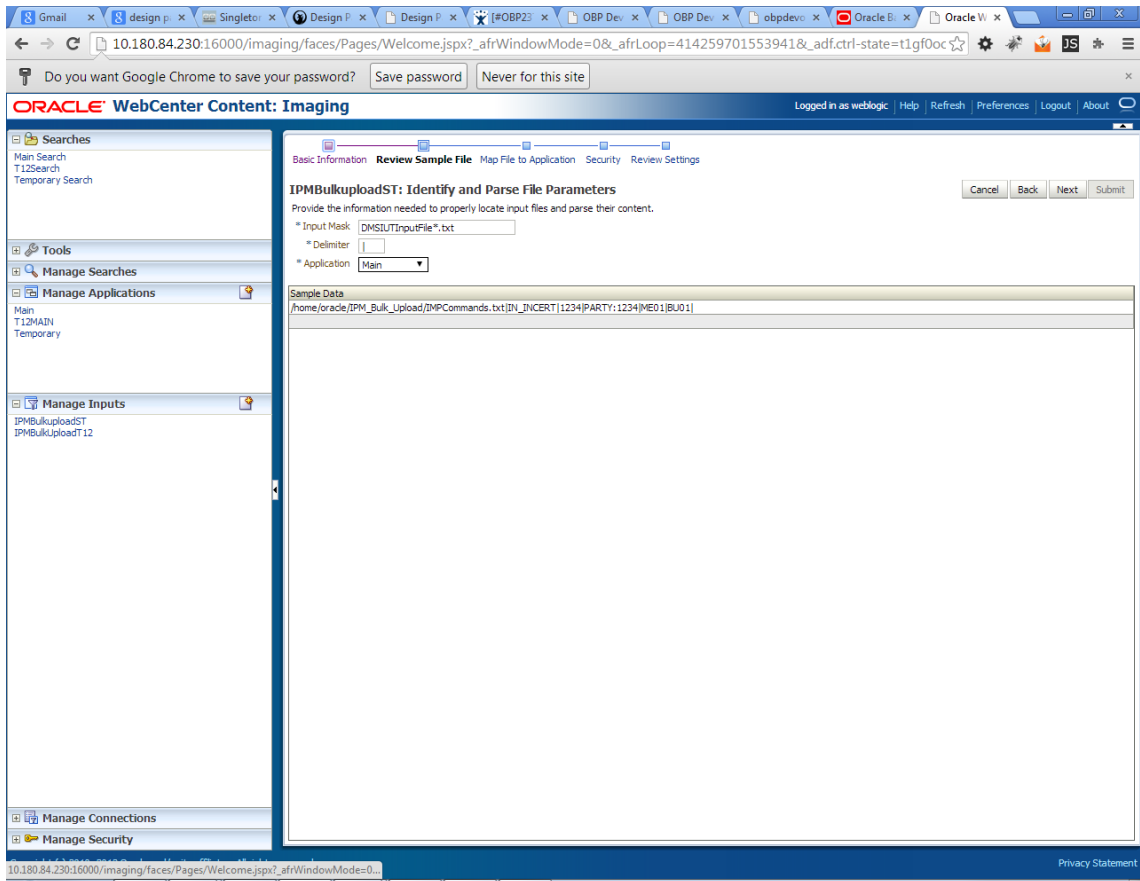 Gmail design p Singleto Design P Design P [#OBP23 OBP Dev OBP Dev obpdevo Oracle B Oracle W
10.180.84.230:16000/imaging/faces/Pages/Welcome.jspx?_afrWindowMode=0&_afrLoop=414259701553941&_adf.ctrl-state=t1gf0oc
Do you want Google Chrome to save your password? Save password Never for this site
ORACLE WebCenter Content: Imaging
Logged in as weblogic | Help | Refresh | Preferences | Logout | About
Searches
Main Search
T12Search
Temporary Search
Tools
Manage Searches
Manage Applications
Main
T12MAIN
Temporary
Manage Inputs
IPMBulkuploadST
IPMBulkUploadT12
Manage Connections
Manage Security
Basic Information Review Sample File Map File to Application Security Review Settings
IPMBulkuploadST: Identify and Parse File Parameters
Cancel Back Next Submit
Provide the information needed to properly locate input files and parse their content.
* Input Mask DMSIUTInputFile*.txt
* Delimiter |
* Application Main
Sample Data
/home/oracle/IPM_Bulk_Upload/IMPCommands.txt|IN_INCERT|1234|PARTY:1234|ME01|BU01|
10.180.84.230:16000/imaging/faces/Pages/Welcome.jspx?_afrWindowMode=0...
Privacy Statement